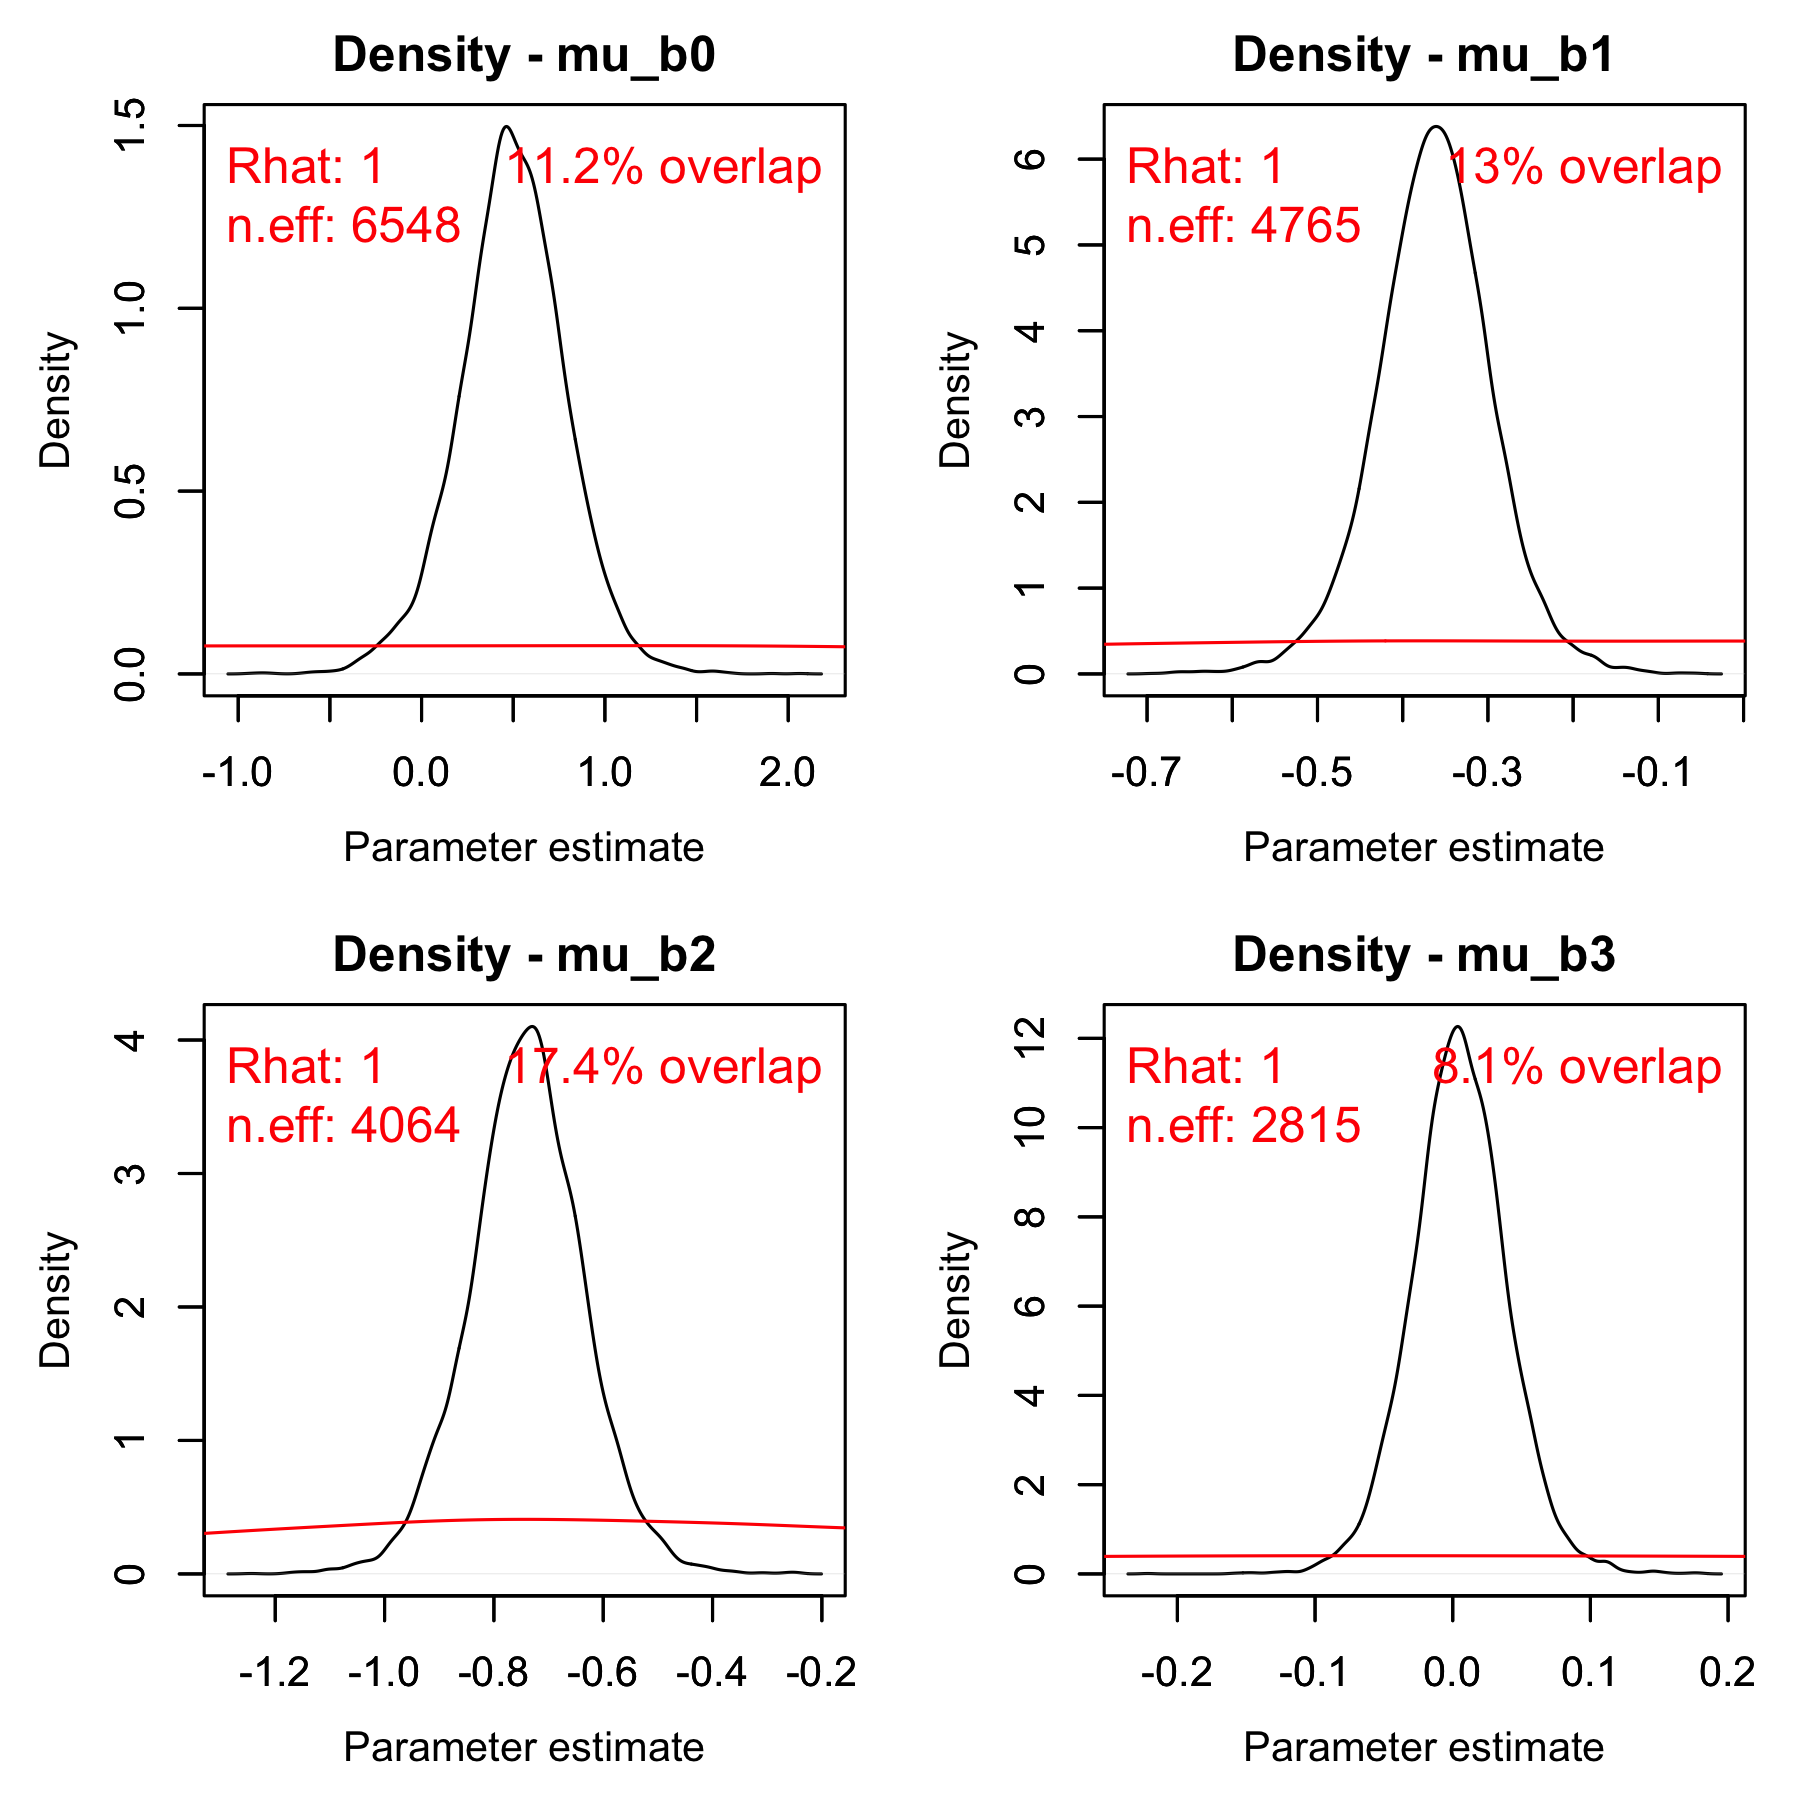 Density - mu_b0
Rhat: 1
n.eff: 6548
11.2% overlap
Density
0.0
0.5
1.0
1.5
-1.0
0.0
1.0
2.0
Parameter estimate
Density - mu_b1
Rhat: 1
n.eff: 4765
13% overlap
Density
0
1
2
3
4
5
6
-0.7
-0.5
-0.3
-0.1
Parameter estimate
Density - mu_b2
Rhat: 1
n.eff: 4064
17.4% overlap
Density
0
1
2
3
4
-1.2
-1.0
-0.8
-0.6
-0.4
-0.2
Parameter estimate
Density - mu_b3
Rhat: 1
n.eff: 2815
8.1% overlap
Density
0
2
4
6
8
10
12
-0.2
-0.1
0.0
0.1
0.2
Parameter estimate